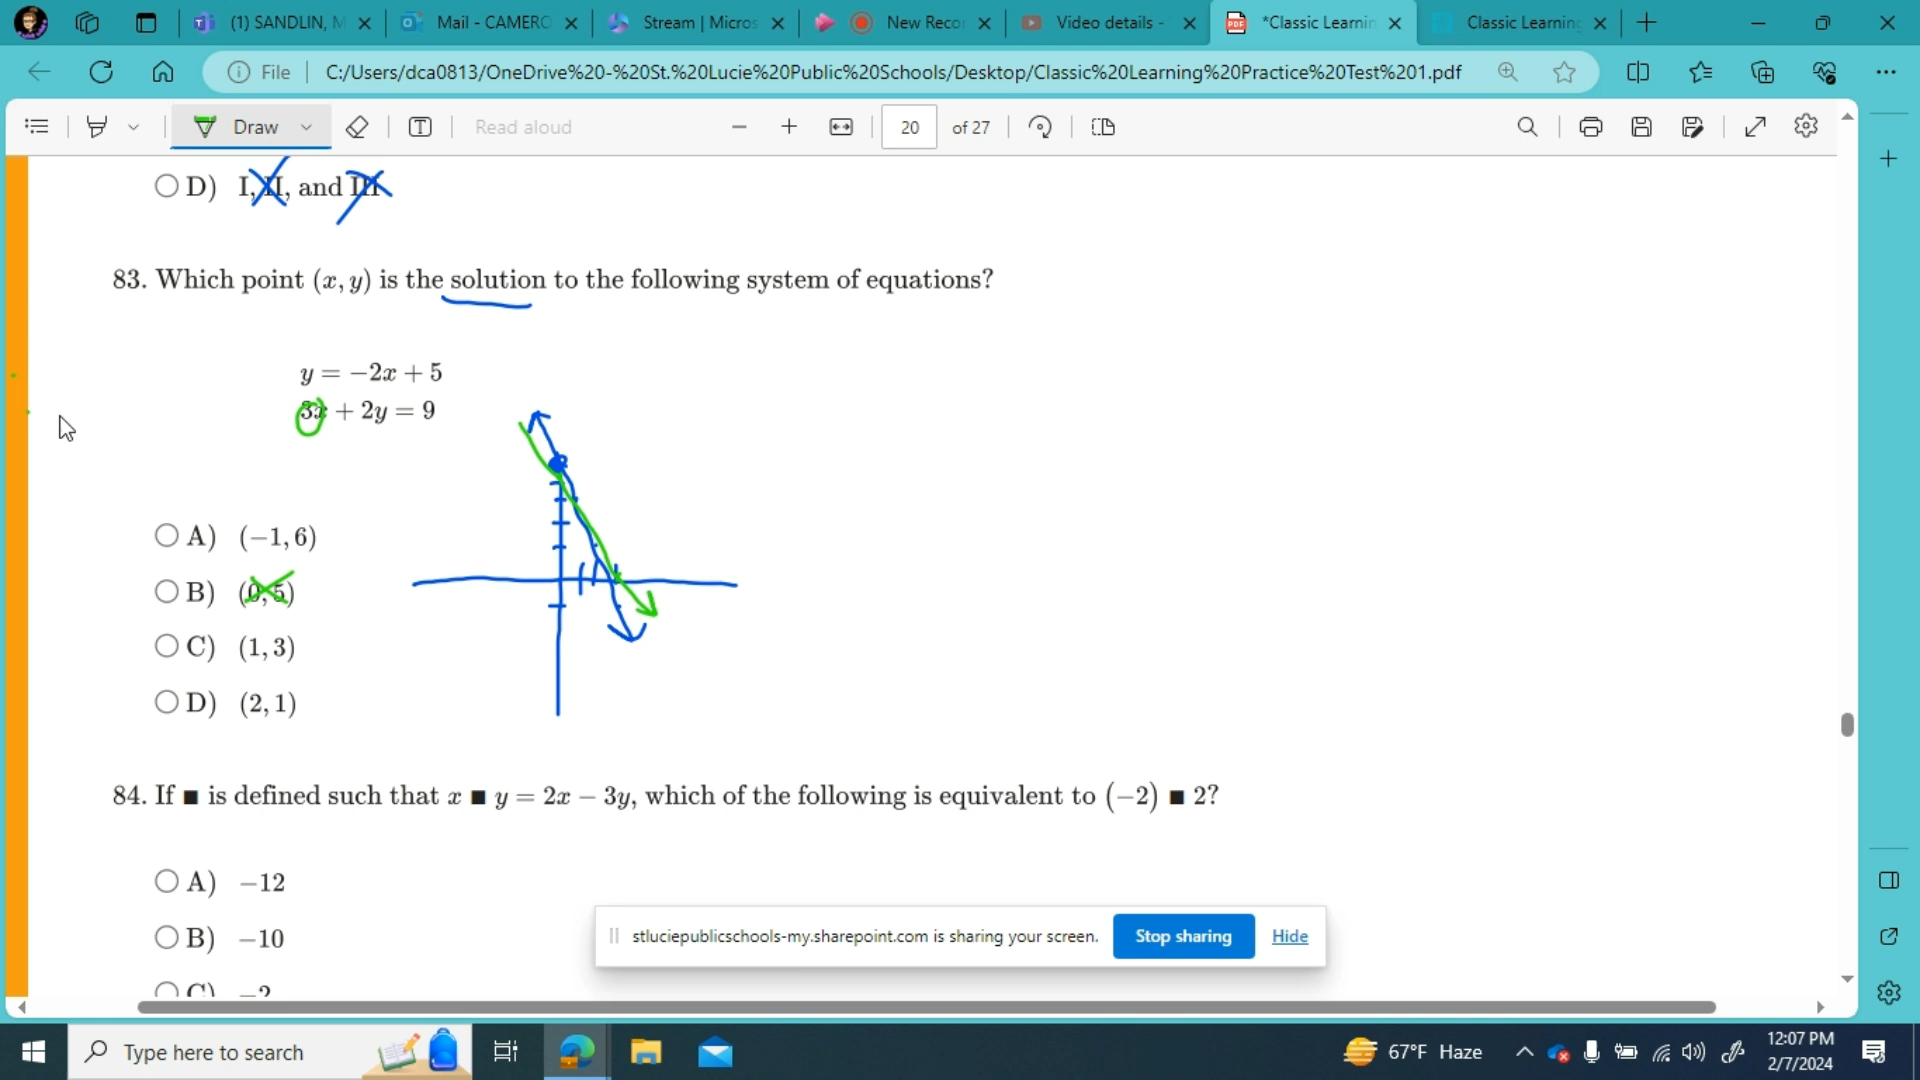 (1) SANDLIN, M
Mail - CAMERO
Stream | Micros
New Recor
Video details -
*Classic Learnin
Classic Learning
File
C:/Users/dca0813/OneDrive%20-%20St.%20Lucie%20Public%20Schools/Desktop/Classic%20Learning%20Practice%20Test%201.pdf
Draw
Read aloud
20
of 27
D) I, II, and III
83. Which point (x, y) is the solution to the following system of equations?
y = −2x + 5
3x + 2y = 9
A) (−1, 6)
B) (0, 5)
C) (1, 3)
D) (2, 1)
84. If ■ is defined such that x ■ y = 2x − 3y, which of the following is equivalent to (−2) ■ 2?
A) −12
B) −10
C) −2
stluciepublicschools-my.sharepoint.com is sharing your screen.
Stop sharing
Hide
Type here to search
67°F Haze
12:07 PM
2/7/2024